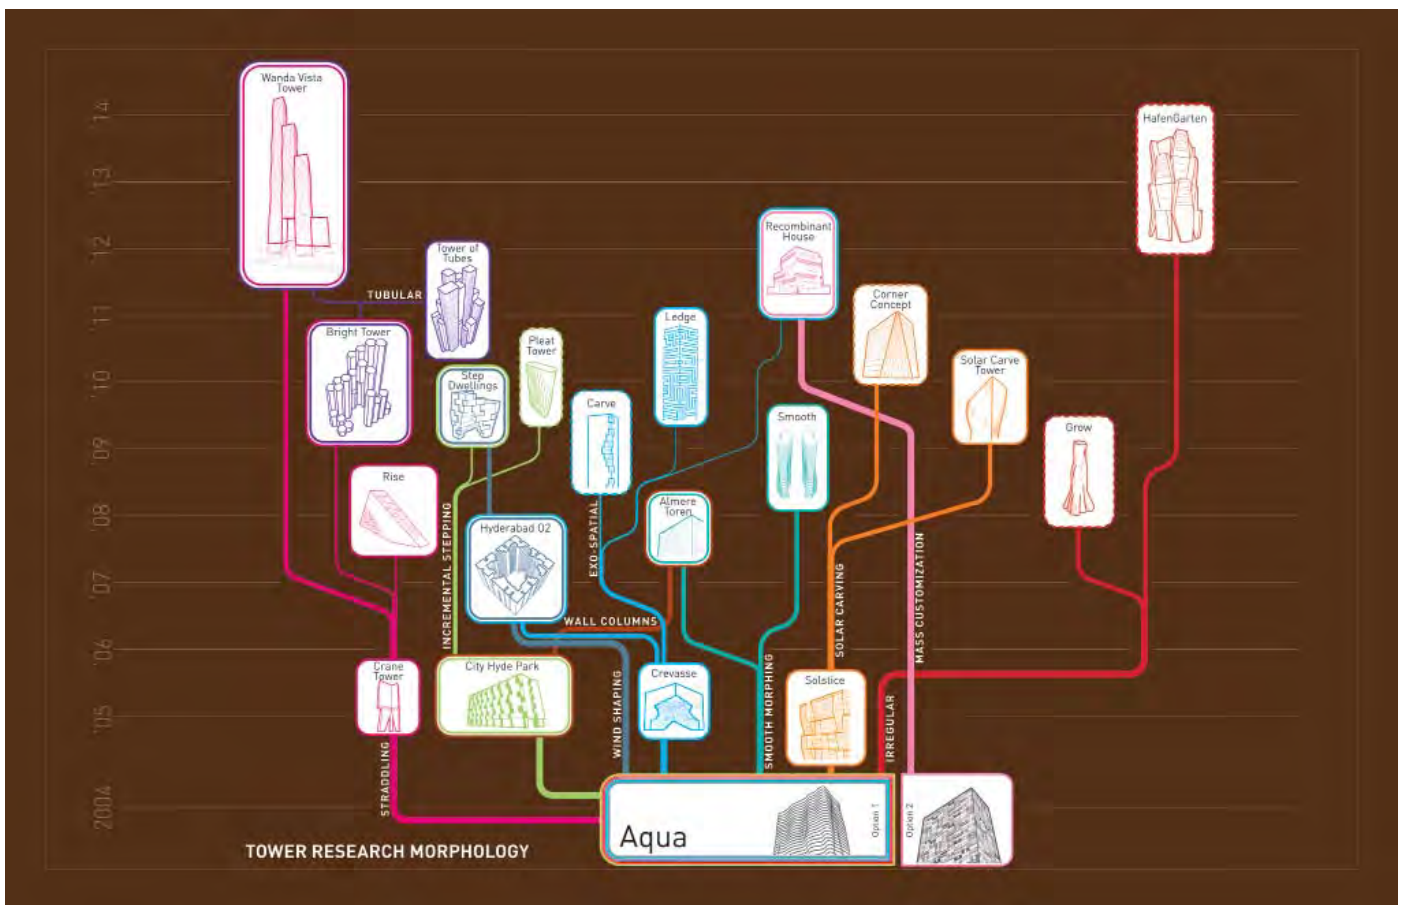 Wanda Vista
Tower
HafenGarten
'14
'13
Recombinant
House
'12
Tower of
Tubes
TUBULAR
Corner
Concept
'11
Ledge
Bright Tower
Pleat
Tower
Solar Carve
Tower
'10
Step
Dwellings
Carve
Smooth
Grow
'09
Rise
Almere
Toren
'08
Hyderabad 02
INCREMENTAL STEPPING
EXO-SPATIAL
SOLAR CARVING
MASS CUSTOMIZATION
'07
WALL COLUMNS
'06
Crane
Tower
City Hyde Park
Crevasse
Solstice
'05
WIND SHAPING
SMOOTH MORPHING
IRREGULAR
STRADDLING
2004
Aqua
Option 1
Option 2
TOWER RESEARCH MORPHOLOGY